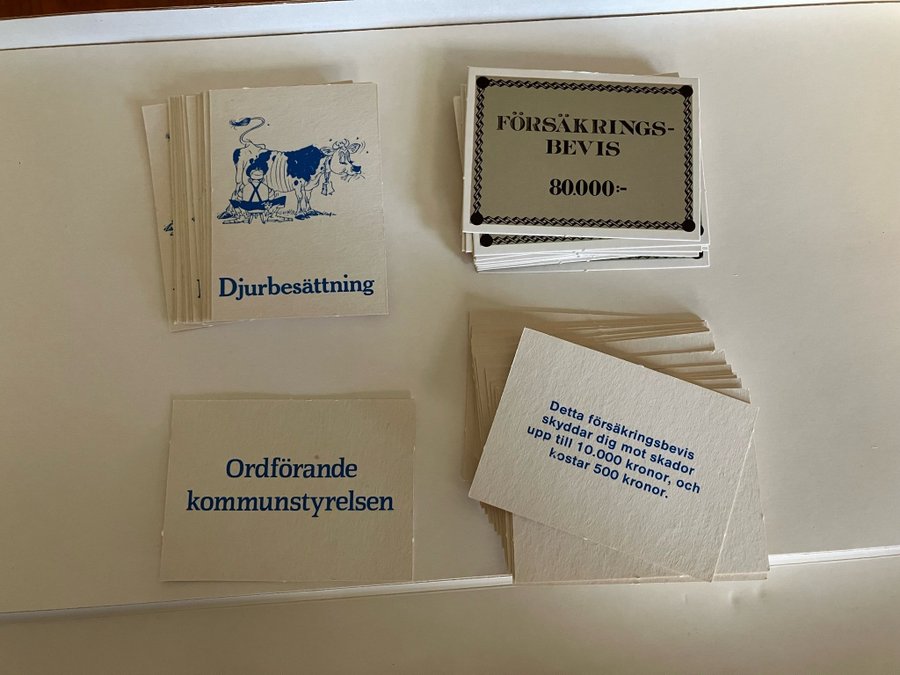 Djurbesättning
FÖRSÄKRINGS-
BEVIS
80.000:-
Ordförande
kommunstyrelsen
Detta försäkringsbevis
skyddar dig mot skador
upp till 10.000 kronor, och
kostar 500 kronor.